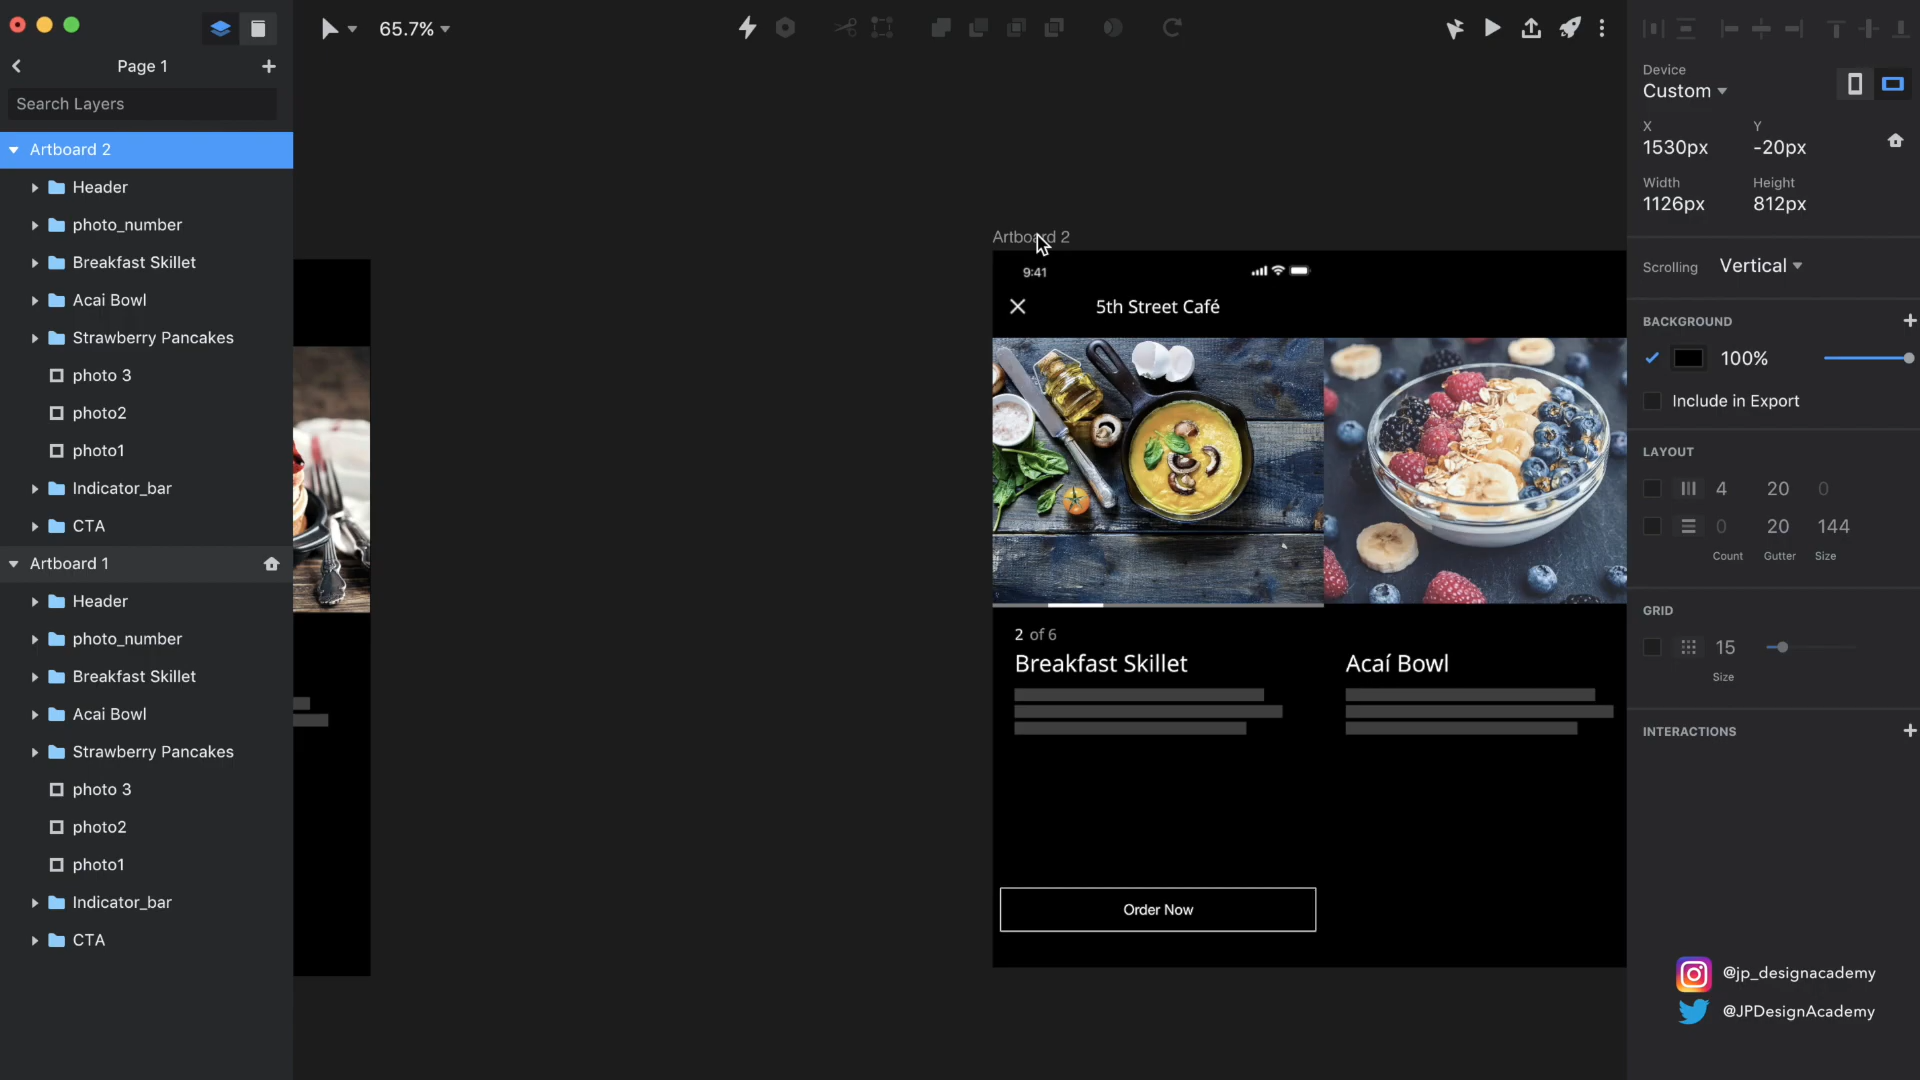 65.7%
Page 1
Search Layers
Artboard 2
Header
photo_number
Breakfast Skillet
Acai Bowl
Strawberry Pancakes
photo 3
photo2
photo1
Indicator_bar
CTA
Artboard 1
Header
photo_number
Breakfast Skillet
Acai Bowl
Strawberry Pancakes
photo 3
photo2
photo1
Indicator_bar
CTA
Artboard 2
9:41
5th Street Café
2 of 6
Breakfast Skillet
Acaí Bowl
Order Now
Device
Custom
X Y
1530px -20px
Width Height
1126px 812px
Scrolling Vertical
BACKGROUND
100%
Include in Export
LAYOUT
4 20 0
0 20 144
Count Gutter Size
GRID
15
Size
INTERACTIONS
@jp_designacademy
@JPDesignAcademy